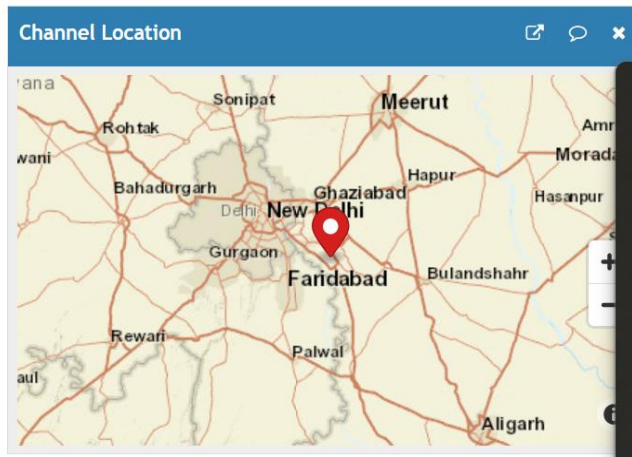 Channel Location
ana
Sonipat
Meerut
Rohtak
Amr
wani
Morada
Hapur
Bahadurgarh
Ghaziabad
Hasanpur
Delhi
New Delhi
Gurgaon
Faridabad
Bulandshahr
Rewari
Palwal
aul
Aligarh